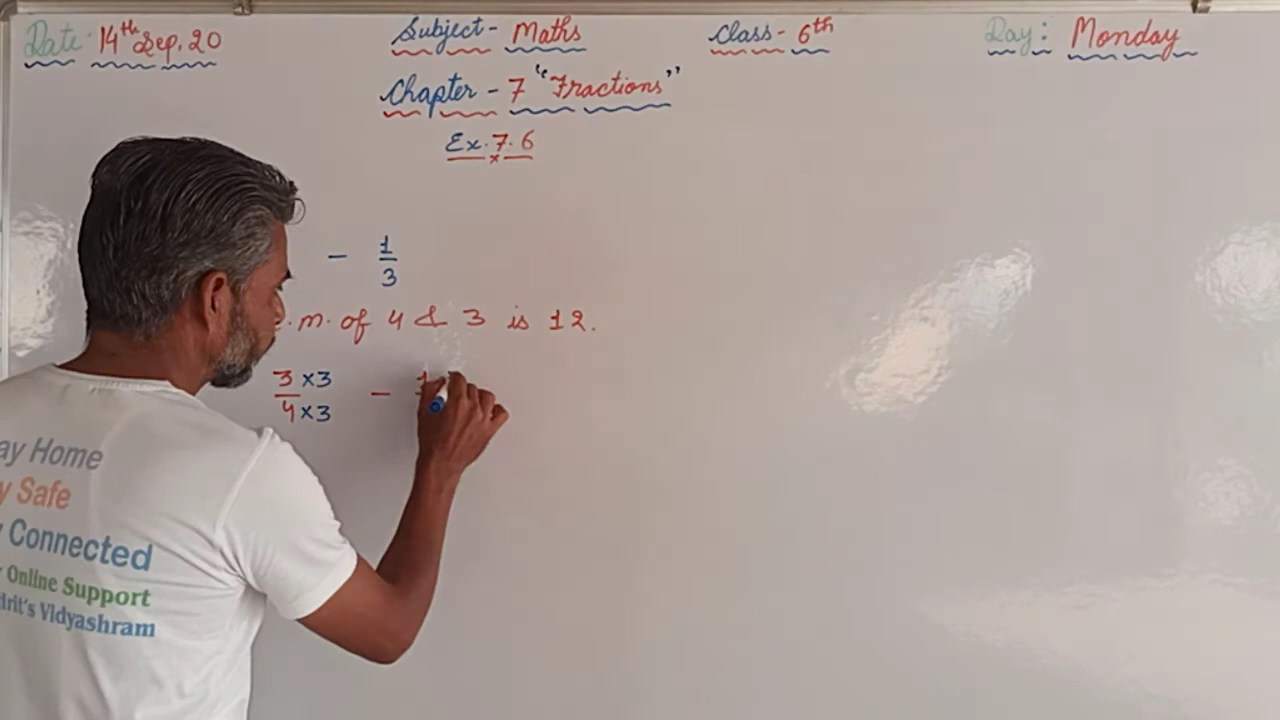 Date: 14th Sep. 20 Subject- Maths Class- 6th Day: Monday
Chapter - 7 "Fractions"
Ex. 7.6
- 1/3
.m. of 4 & 3 is 12.
3 ×3 - 1
4 ×3
ay Home
y Safe
Connected
Online Support
Vidyashram